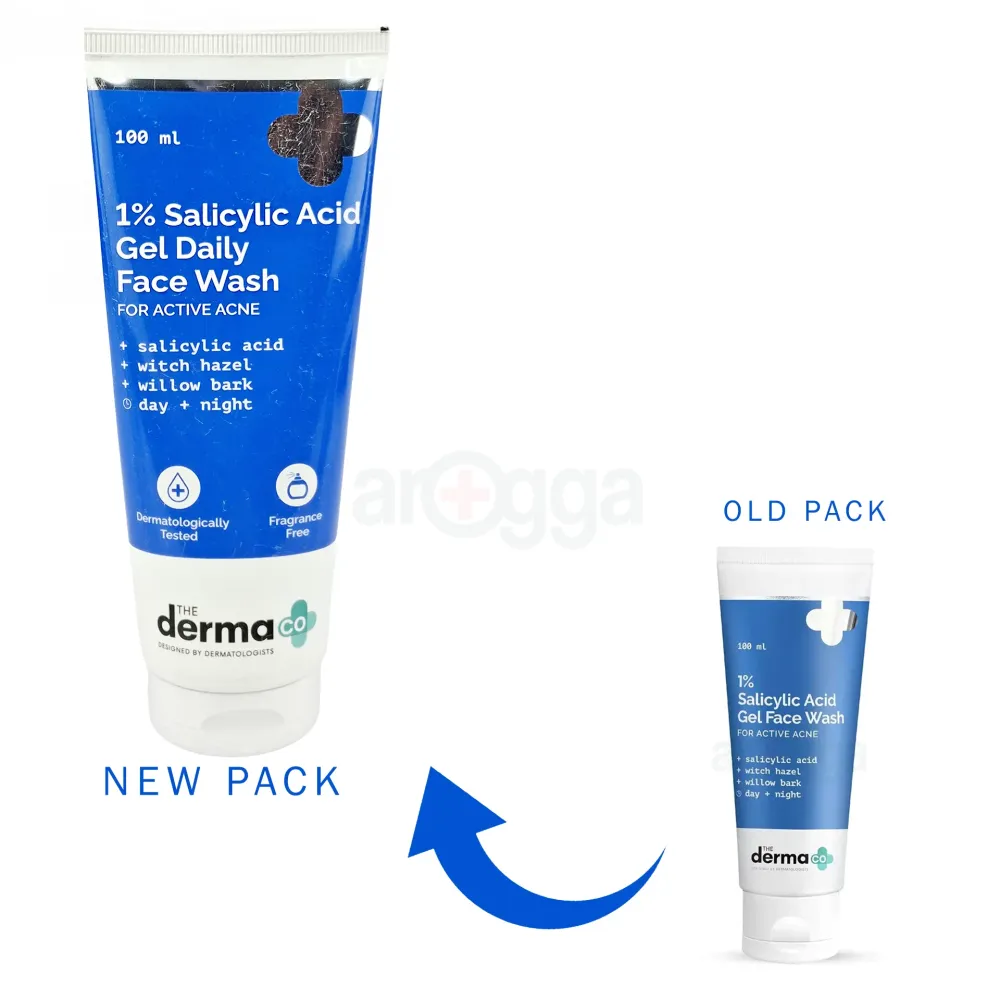 100 ml
1% Salicylic Acid
Gel Daily
Face Wash
FOR ACTIVE ACNE
+ salicylic acid
+ witch hazel
+ willow bark
day + night
Dermatologically
Tested
Fragrance
Free
THE
derma co
DESIGNED BY DERMATOLOGISTS
NEW PACK
arogga
OLD PACK
100 ml
1%
Salicylic Acid
Gel Face Wash
FOR ACTIVE ACNE
+ salicylic acid
+ witch hazel
+ willow bark
day + night
THE
derma co
arogga